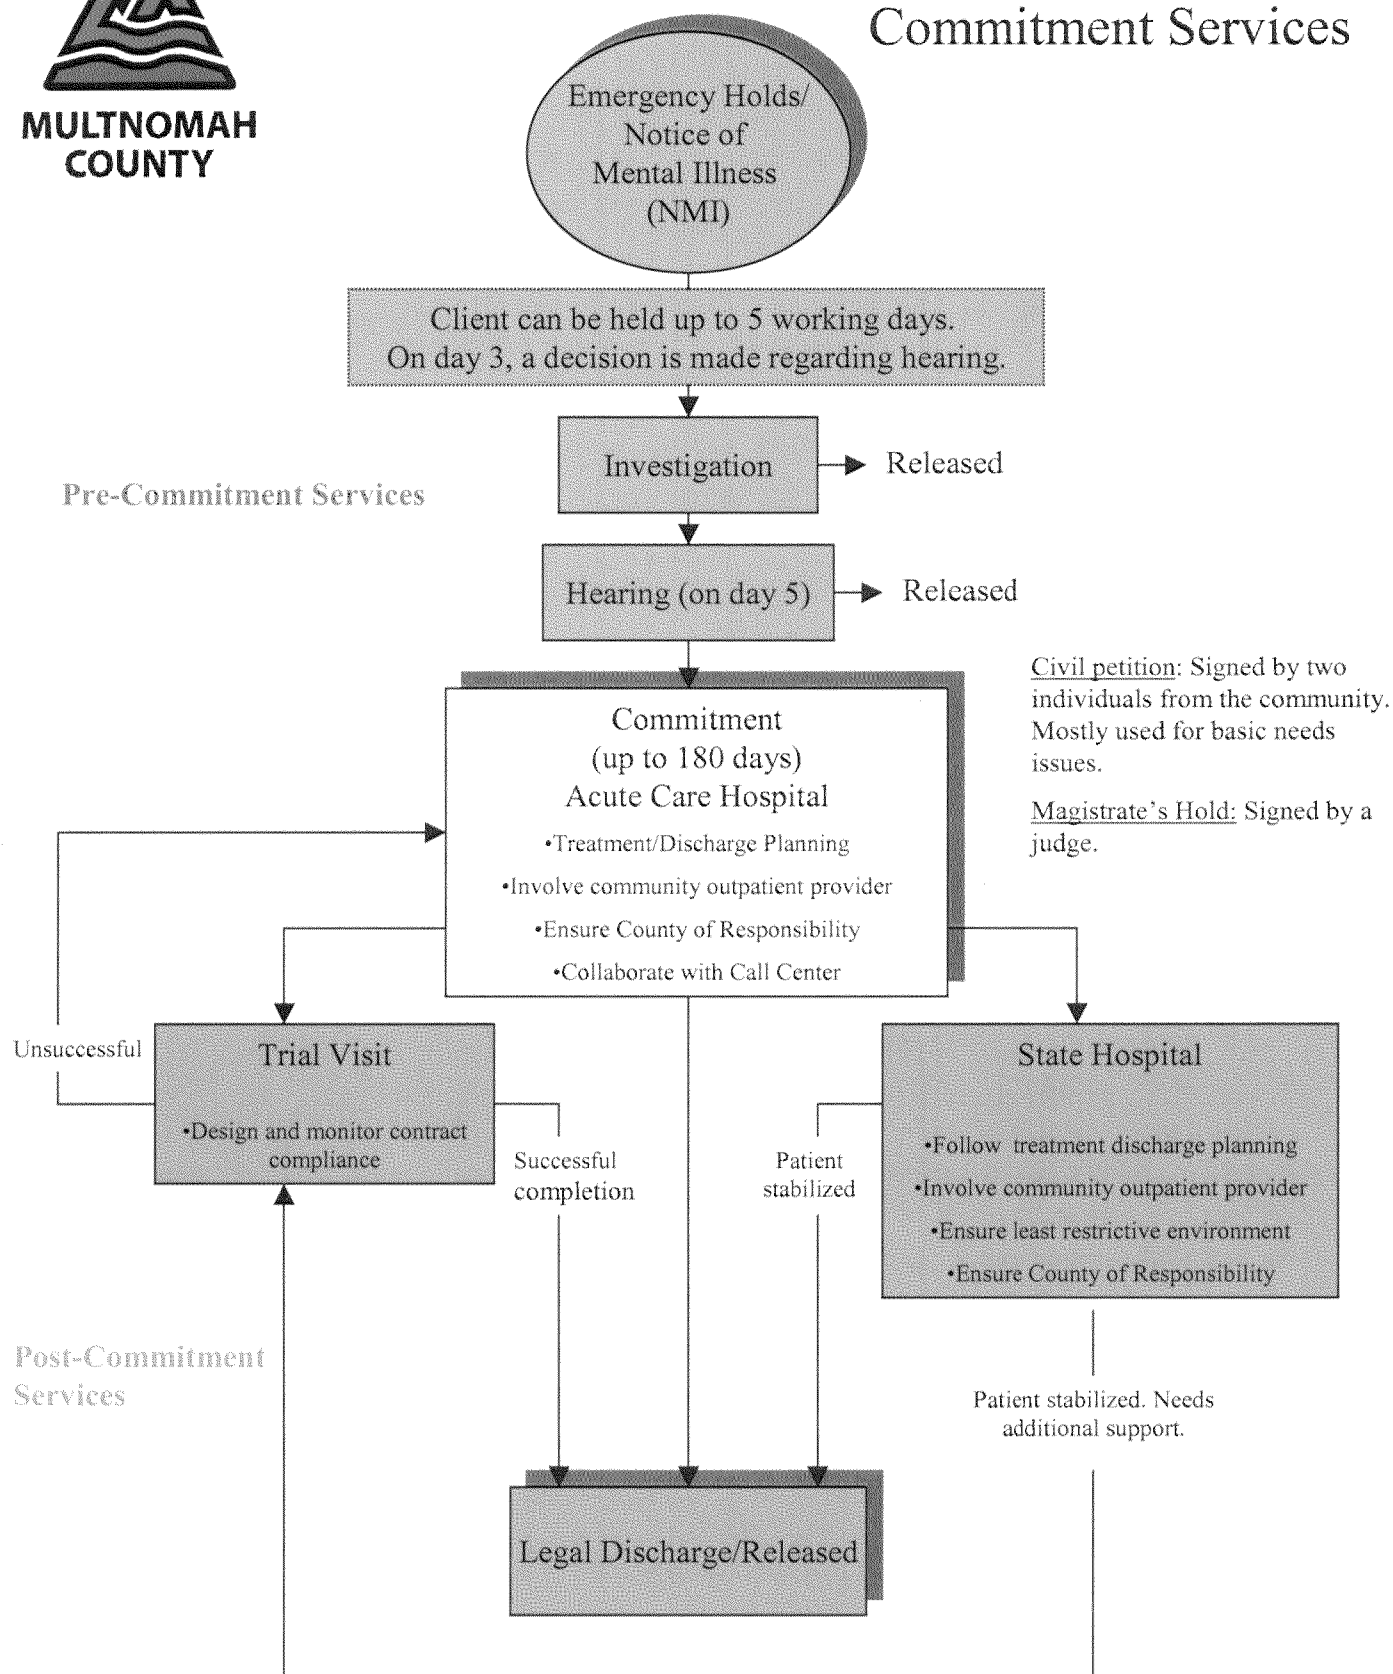 Commitment Services
MULTNOMAH
COUNTY
Emergency Holds/
Notice of
Mental Illness
(NMI)
Client can be held up to 5 working days.
On day 3, a decision is made regarding hearing.
Investigation
Released
Pre-Commitment Services
Hearing (on day 5)
Released
Civil petition: Signed by two
individuals from the community.
Mostly used for basic needs
issues.
Magistrate's Hold: Signed by a
judge.
Commitment
(up to 180 days)
Acute Care Hospital
•Treatment/Discharge Planning
•Involve community outpatient provider
•Ensure County of Responsibility
•Collaborate with Call Center
Unsuccessful
Trial Visit
•Design and monitor contract
compliance
Successful
completion
Patient
stabilized
State Hospital
•Follow treatment discharge planning
•Involve community outpatient provider
•Ensure least restrictive environment
•Ensure County of Responsibility
Post-Commitment
Services
Patient stabilized. Needs
additional support.
Legal Discharge/Released